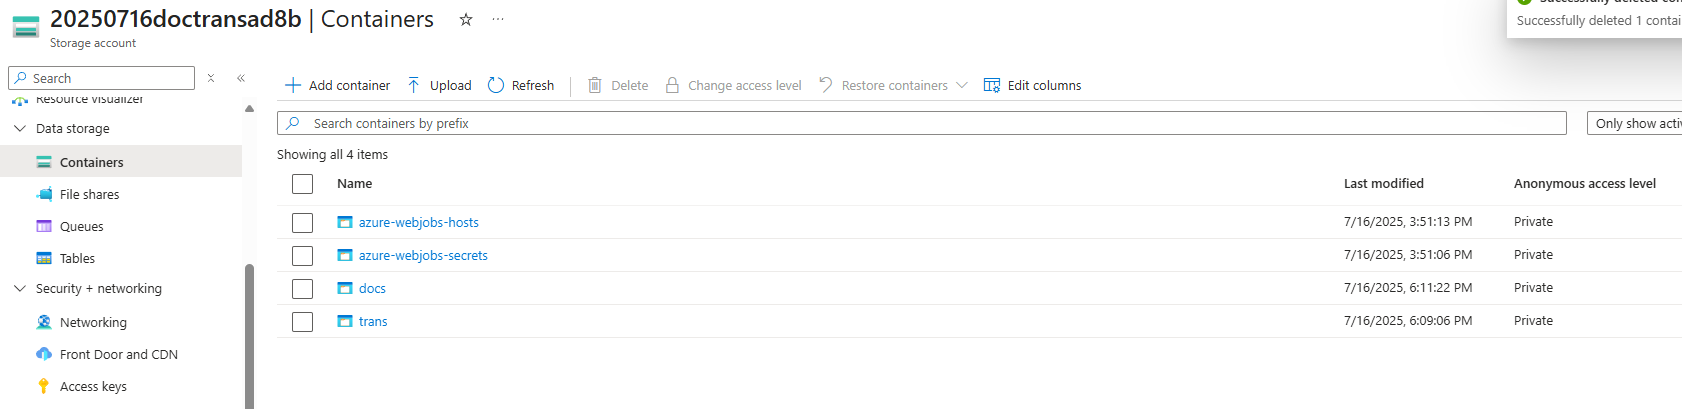 20250716doctransad8b | Containers
Storage account
Successfully deleted 1 contai
Search
Add container Upload Refresh Delete Change access level Restore containers Edit columns
Resource visualizer
Data storage
Containers
File shares
Queues
Tables
Security + networking
Networking
Front Door and CDN
Access keys
Search containers by prefix
Only show activ
Showing all 4 items
Name Last modified Anonymous access level
azure-webjobs-hosts 7/16/2025, 3:51:13 PM Private
azure-webjobs-secrets 7/16/2025, 3:51:06 PM Private
docs 7/16/2025, 6:11:22 PM Private
trans 7/16/2025, 6:09:06 PM Private